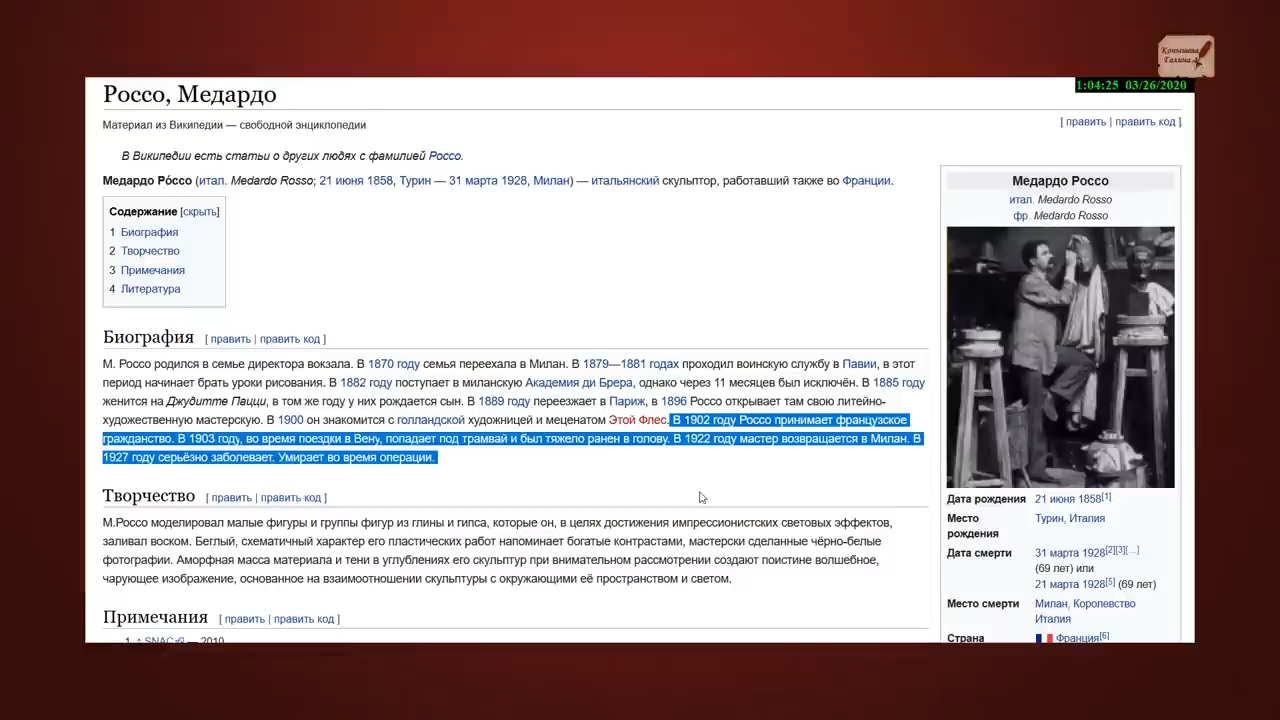 Конышева
Галина
1:04:25 03/26/2020
Россо, Медардо
Материал из Википедии — свободной энциклопедии
[ править | править код ]
В Википедии есть статьи о других людях с фамилией Россо.
Медардо Ро́ссо (итал. Medardo Rosso; 21 июня 1858, Турин — 31 марта 1928, Милан) — итальянский скульптор, работавший также во Франции.
Содержание [скрыть]
1 Биография
2 Творчество
3 Примечания
4 Литература
Биография [ править | править код ]
М. Россо родился в семье директора вокзала. В 1870 году семья переехала в Милан. В 1879—1881 годах проходил воинскую службу в Павии, в этот
период начинает брать уроки рисования. В 1882 году поступает в миланскую Академия ди Брера, однако через 11 месяцев был исключён. В 1885 году
женится на Джудитте Пацци, в том же году у них рождается сын. В 1889 году переезжает в Париж, в 1896 Россо открывает там свою литейно-
художественную мастерскую. В 1900 он знакомится с голландской художницей и меценатом Этой Флес. В 1902 году Россо принимает французское
гражданство. В 1903 году, во время поездки в Вену, попадает под трамвай и был тяжело ранен в голову. В 1922 году мастер возвращается в Милан. В
1927 году серьёзно заболевает. Умирает во время операции.
Творчество [ править | править код ]
М.Россо моделировал малые фигуры и группы фигур из глины и гипса, которые он, в целях достижения импрессионистских световых эффектов,
заливал воском. Беглый, схематичный характер его пластических работ напоминает богатые контрастами, мастерски сделанные чёрно-белые
фотографии. Аморфная масса материала и тени в углублениях его скульптур при внимательном рассмотрении создают поистине волшебное,
чарующее изображение, основанное на взаимоотношении скульптуры с окружающими её пространством и светом.
Примечания [ править | править код ]
1. ↑ SNAC — 2010.
Медардо Россо
итал. Medardo Rosso
фр. Medardo Rosso
Дата рождения 21 июня 1858[1]
Место рождения Турин, Италия
Дата смерти 31 марта 1928[2][3][…]
(69 лет) или
21 марта 1928[5] (69 лет)
Место смерти Милан, Королевство
Италия
Страна Франция[6]